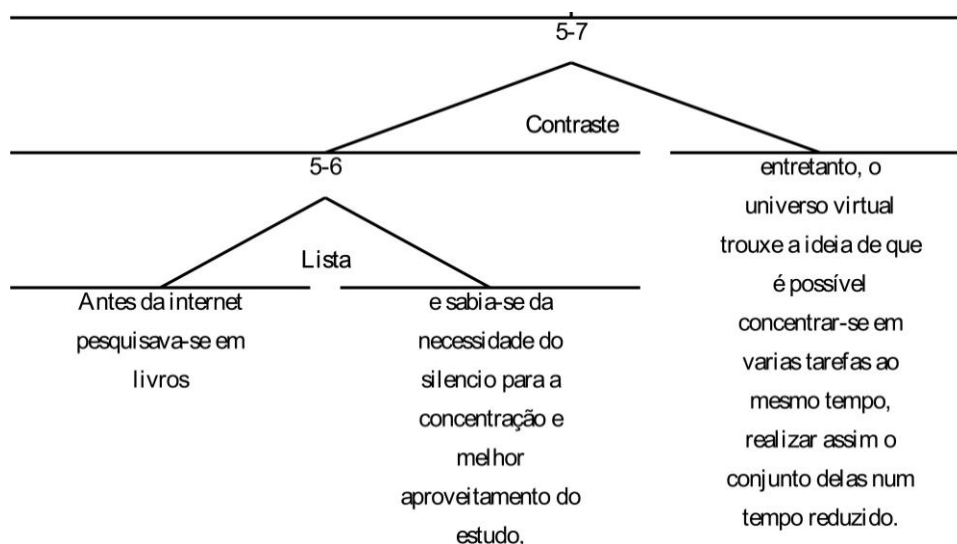 5-7
Contraste
5-6
Lista
Antes da internet
pesquisava-se em
livros
e sabia-se da
necessidade do
silencio para a
concentração e
melhor
aproveitamento do
estudo,
entretanto, o
universo virtual
trouxe a ideia de que
é possível
concentrar-se em
varias tarefas ao
mesmo tempo,
realizar assim o
conjunto delas num
tempo reduzido.